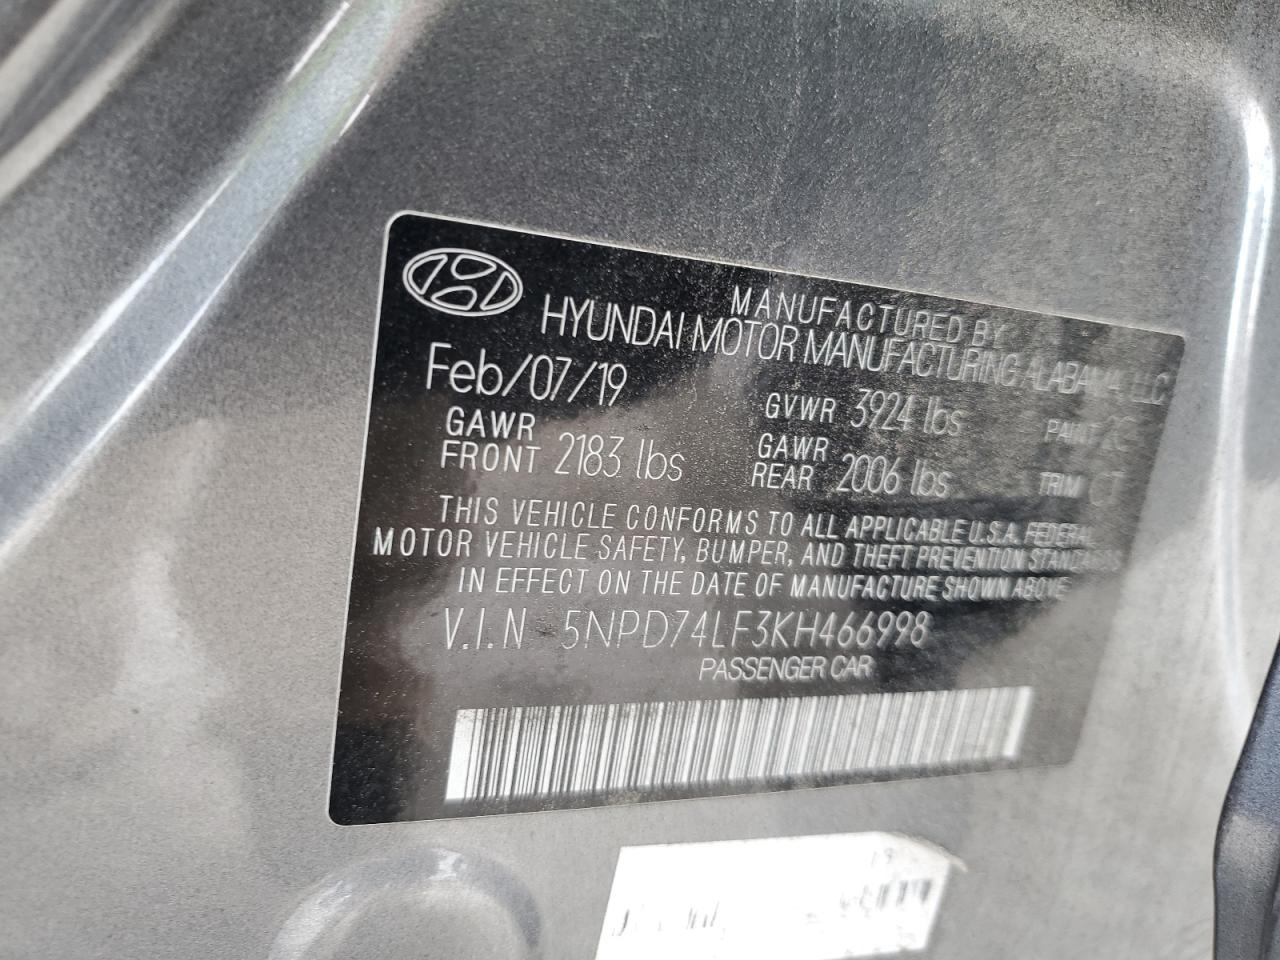 MANUFACTURED BY
HYUNDAI MOTOR MANUFACTURING ALABAMA, LLC
Feb/07/19 GVWR 3924 lbs PAINT
GAWR FRONT 2183 lbs GAWR REAR 2006 lbs TRIM
THIS VEHICLE CONFORMS TO ALL APPLICABLE U.S.A. FEDERAL
MOTOR VEHICLE SAFETY, BUMPER, AND THEFT PREVENTION STANDARDS
IN EFFECT ON THE DATE OF MANUFACTURE SHOWN ABOVE
V.I.N 5NPD74LF3KH466998
PASSENGER CAR